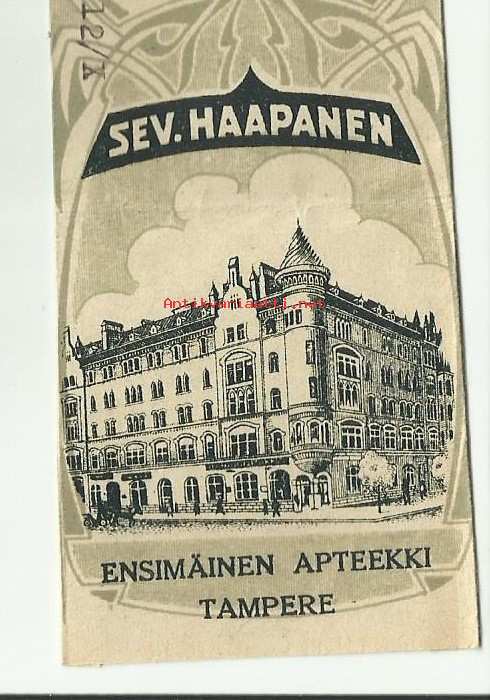 12/X
SEV. HAAPANEN
Antikvariaatti.net
ENSIMÄINEN APTEEKKI
TAMPERE